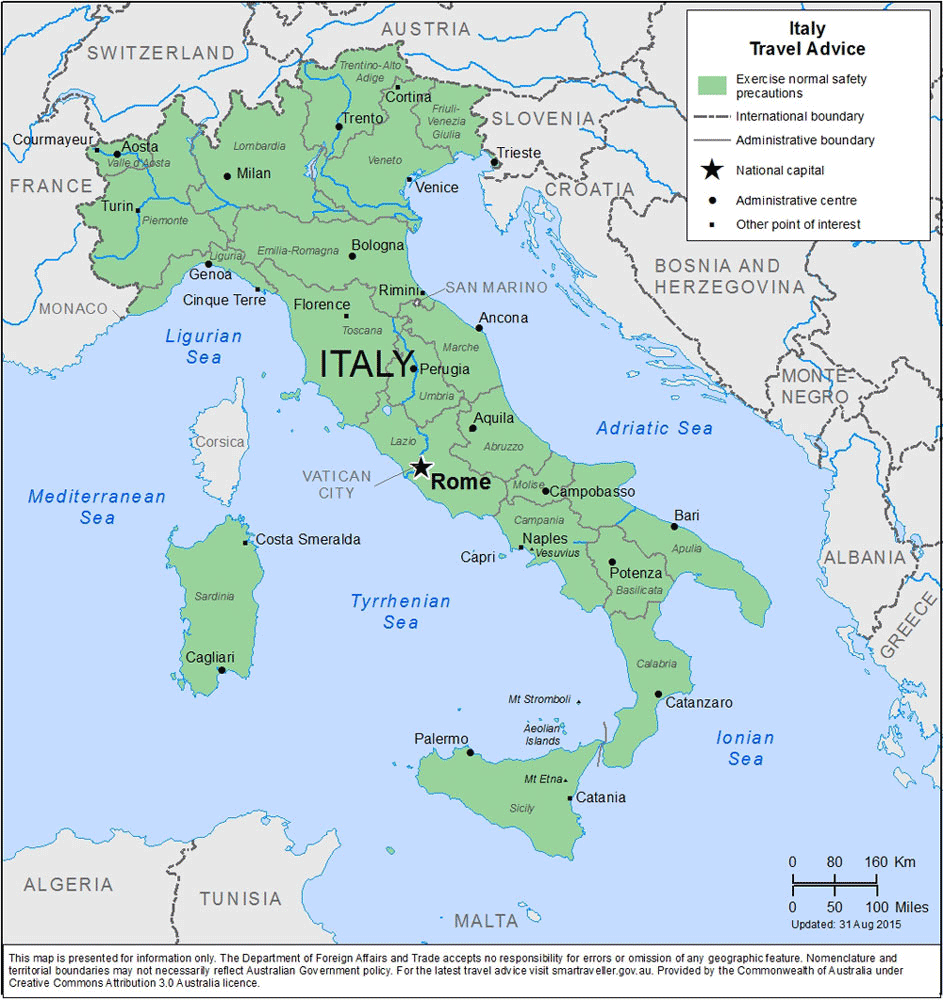 Italy
Travel Advice
Exercise normal safety
precautions
International boundary
Administrative boundary
National capital
Administrative centre
Other point of interest
AUSTRIA
SWITZERLAND
Trentino-Alto
Adige
Cortina
Friuli-
Venezia
Giulia
SLOVENIA
Trento
Courmayeur
Aosta
Valle d'Aosta
Lombardia
Veneto
Trieste
Milan
FRANCE
Venice
CROATIA
Turin
Piemonte
Bologna
Emilia-Romagna
Liguria
Genoa
BOSNIA AND
HERZEGOVINA
Cinque Terre
Rimini
SAN MARINO
Florence
MONACO
Ancona
Toscana
Ligurian
Sea
Marche
ITALY
Perugia
MONTE-
NEGRO
Umbria
Aquila
Adriatic Sea
Corsica
Lazio
Abruzzo
VATICAN
CITY
Rome
Molise
Campobasso
Mediterranean
Sea
Campania
Bari
Costa Smeralda
Naples
Vesuvius
Capri
Apulia
ALBANIA
Potenza
Basilicata
Sardinia
Tyrrhenian
Sea
GREECE
Cagliari
Calabria
Mt Stromboli
Catanzaro
Aeolian
Islands
Palermo
Ionian
Sea
Mt Etna
Catania
Sicily
ALGERIA
TUNISIA
MALTA
0 80 160 Km
0 50 100 Miles
Updated: 31 Aug 2015
This map is presented for information only. The Department of Foreign Affairs and Trade accepts no responsibility for errors or omission of any geographic feature. Nomenclature and
territorial boundaries may not necessarily reflect Australian Government policy. For the latest travel advice visit smartraveller.gov.au. Provided by the Commonwealth of Australia under
Creative Commons Attribution 3.0 Australia licence.